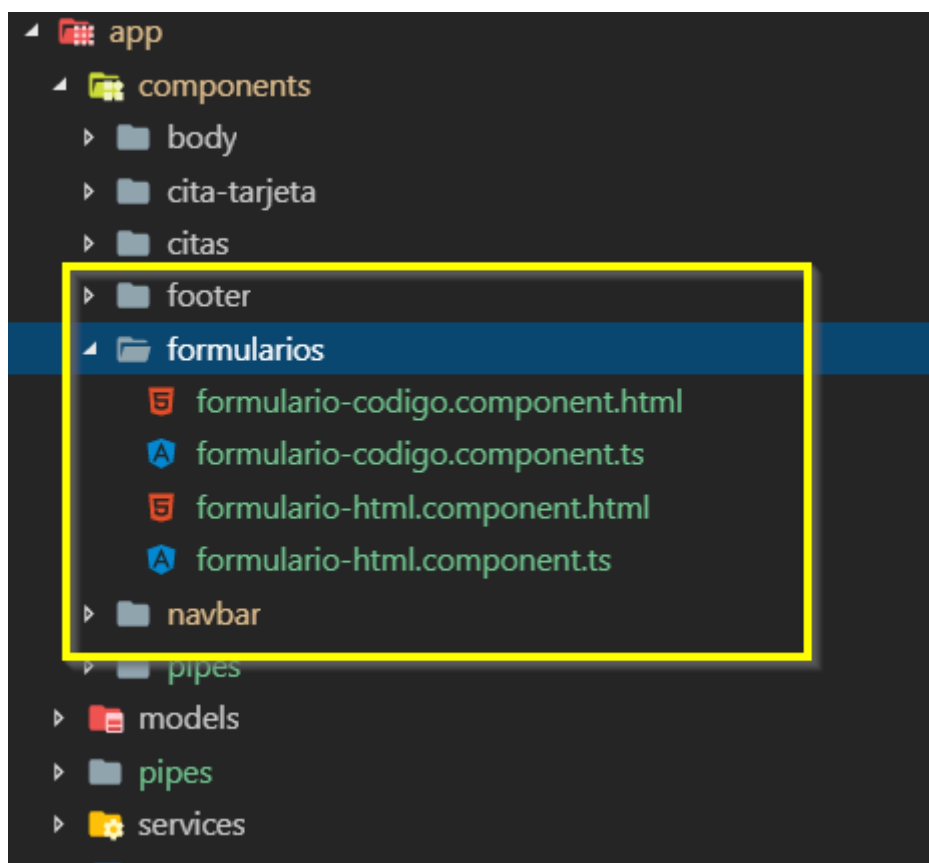 app
components
body
cita-tarjeta
citas
footer
formularios
formulario-codigo.component.html
formulario-codigo.component.ts
formulario-html.component.html
formulario-html.component.ts
navbar
pipes
models
pipes
services